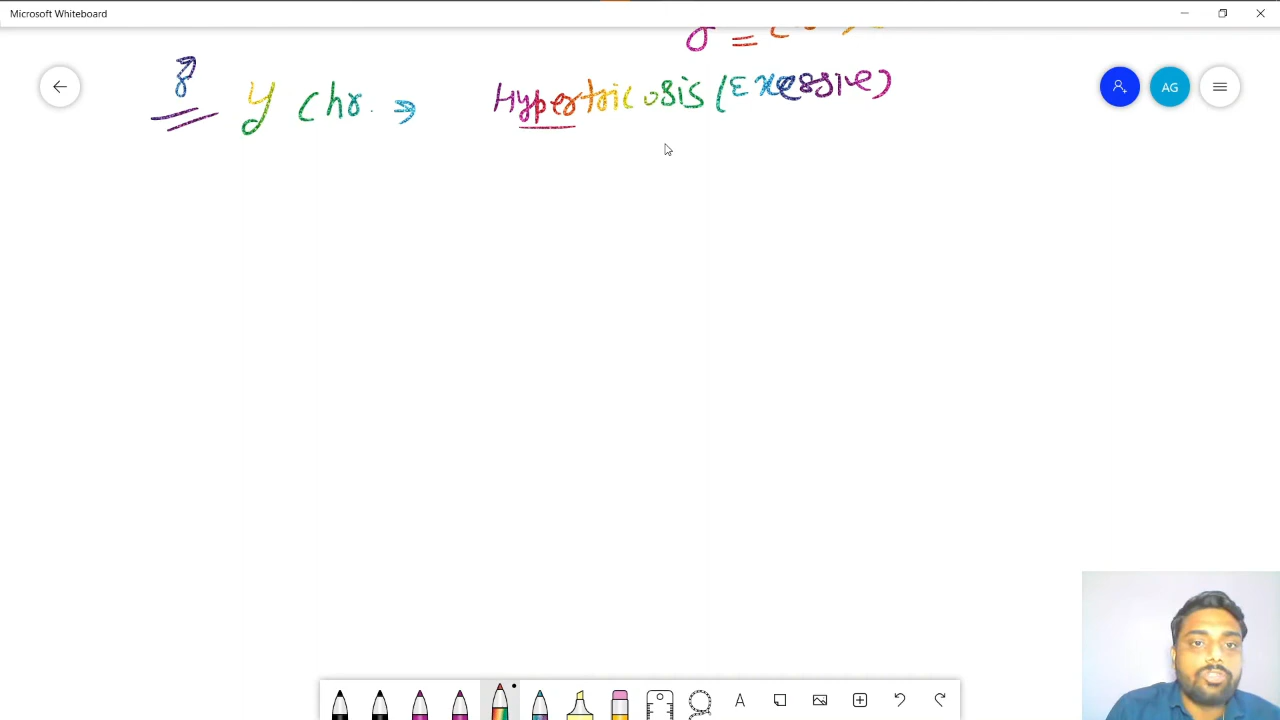 Microsoft Whiteboard
AG
Y chr. ⇒ Hypertricosis (Exessive)
A